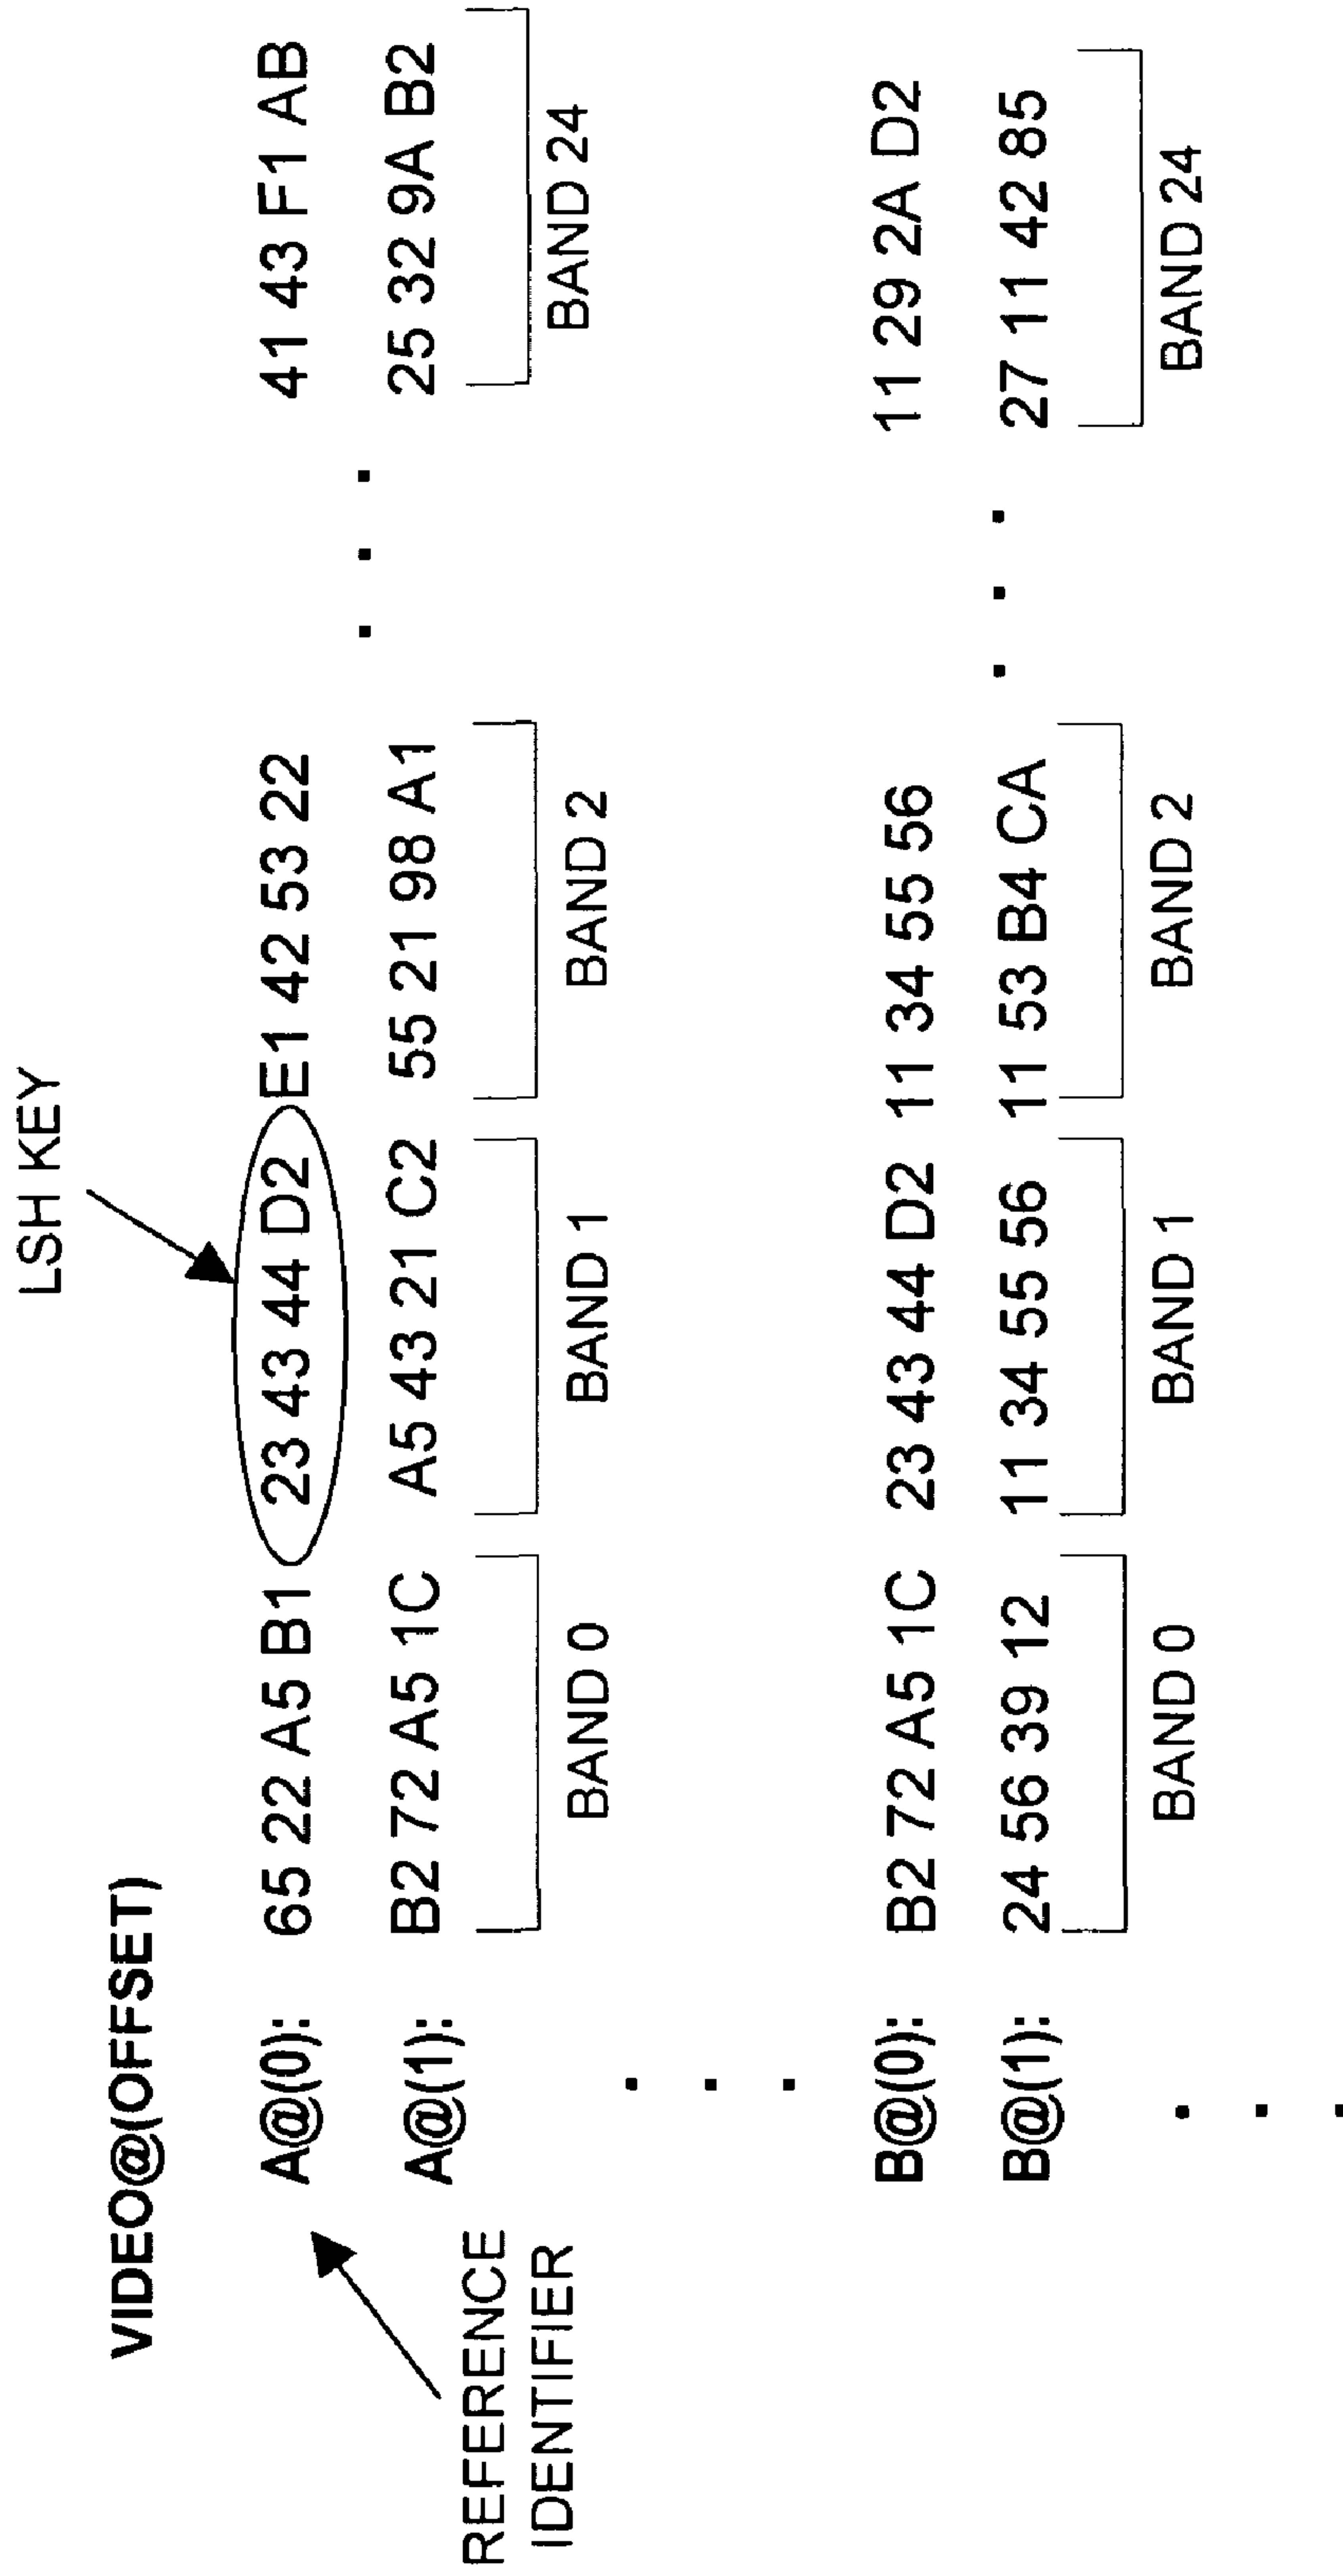 LSH KEY
VIDEO@(OFFSET)
A@(0): 65 22 A5 B1 23 43 44 D2 E1 42 53 22 41 43 F1 AB
A@(1): B2 72 A5 1C A5 43 21 C2 55 21 98 A1 . . . 25 32 9A B2
BAND 0 BAND 1 BAND 2 BAND 24
REFERENCE
IDENTIFIER
B@(0): B2 72 A5 1C 23 43 44 D2 11 34 55 56 11 29 2A D2
B@(1): 24 56 39 12 11 34 55 56 11 53 B4 CA . . . 27 11 42 85
BAND 0 BAND 1 BAND 2 BAND 24